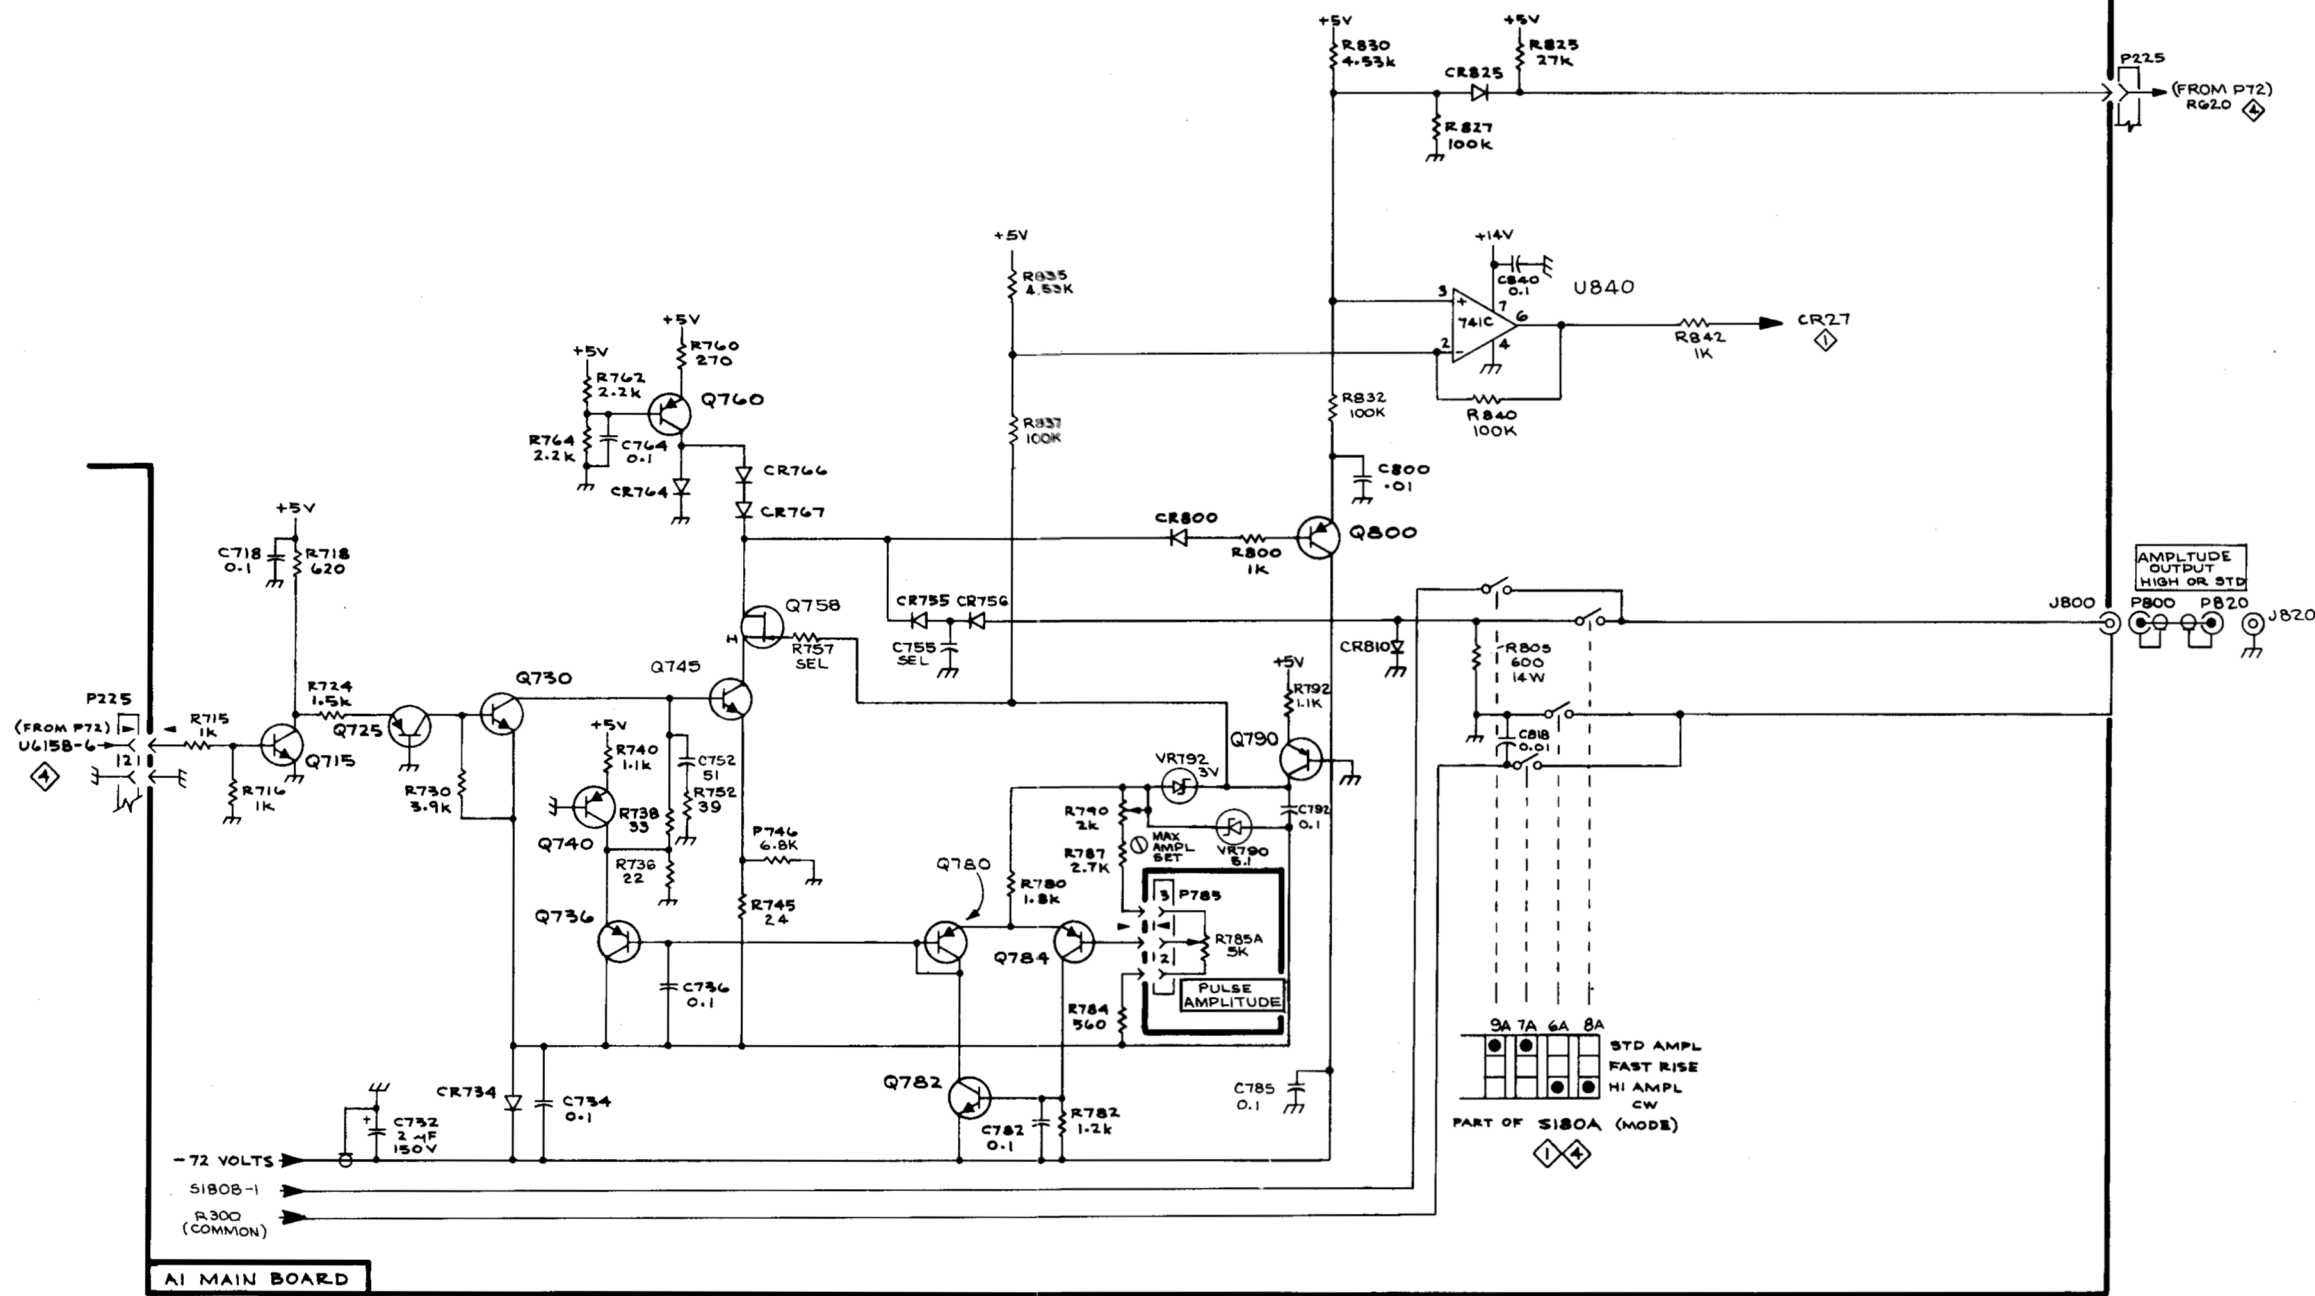 +5V
R830
4.53K
+5V
R825
27K
CR825
P225
(FROM P72)
R620
4
R827
100K
+5V
R835
4.53K
+14V
C840
0.1
U840
3
+
741C
7
6
2
-
4
R842
1K
CR27
1
R840
100K
R832
100K
R837
100K
+5V
R760
270
+5V
R762
2.2K
Q760
R764
2.2K
C764
0.1
CR764
CR766
CR767
C800
.01
CR800
R800
1K
Q800
+5V
C718
0.1
R718
620
Q758
H
R757
SEL
CR755
CR756
C755
SEL
CR810
R805
600
14W
AMPLTUDE
OUTPUT
HIGH OR STD
J800
P800
P820
J820
P225
(FROM P72)
U615B-6
4
121
R715
1K
R716
1K
Q715
R724
1.5K
Q725
Q730
R730
3.9K
Q745
+5V
R740
1.1K
Q740
R738
33
C752
51
R752
39
R736
22
P746
6.8K
R745
24
Q736
C736
0.1
Q780
R780
1.8K
Q784
+5V
R792
1.1K
Q790
VR792
3V
C792
0.1
R790
2K
MAX
AMPL
SET
VR790
5.1
R787
2.7K
3
P785
1
2
R785A
5K
PULSE
AMPLITUDE
R784
560
C818
0.01
9A 7A 6A 8A
STD AMPL
FAST RISE
HI AMPL
CW
PART OF S180A (MODE)
1 4
Q782
C782
0.1
R782
1.2K
C785
0.1
CR734
C734
0.1
+
C732
2 µF
150V
-72 VOLTS
S180B-1
R300
(COMMON)
A1 MAIN BOARD